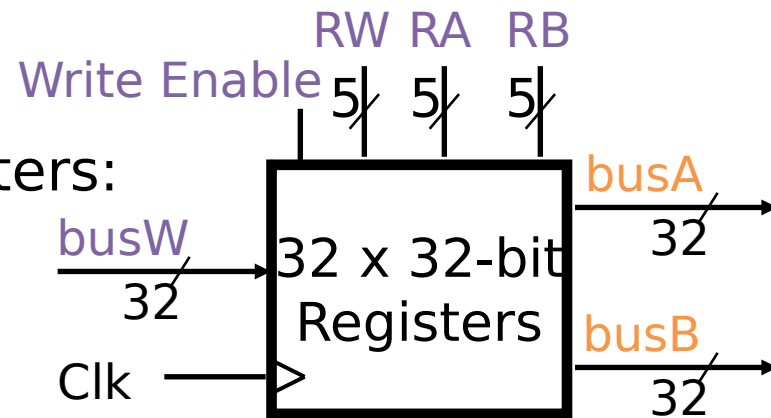 RW RA RB
Write Enable
5 5 5
ters:
busA
busW
32
32 x 32-bit
32
Registers
busB
Clk
32